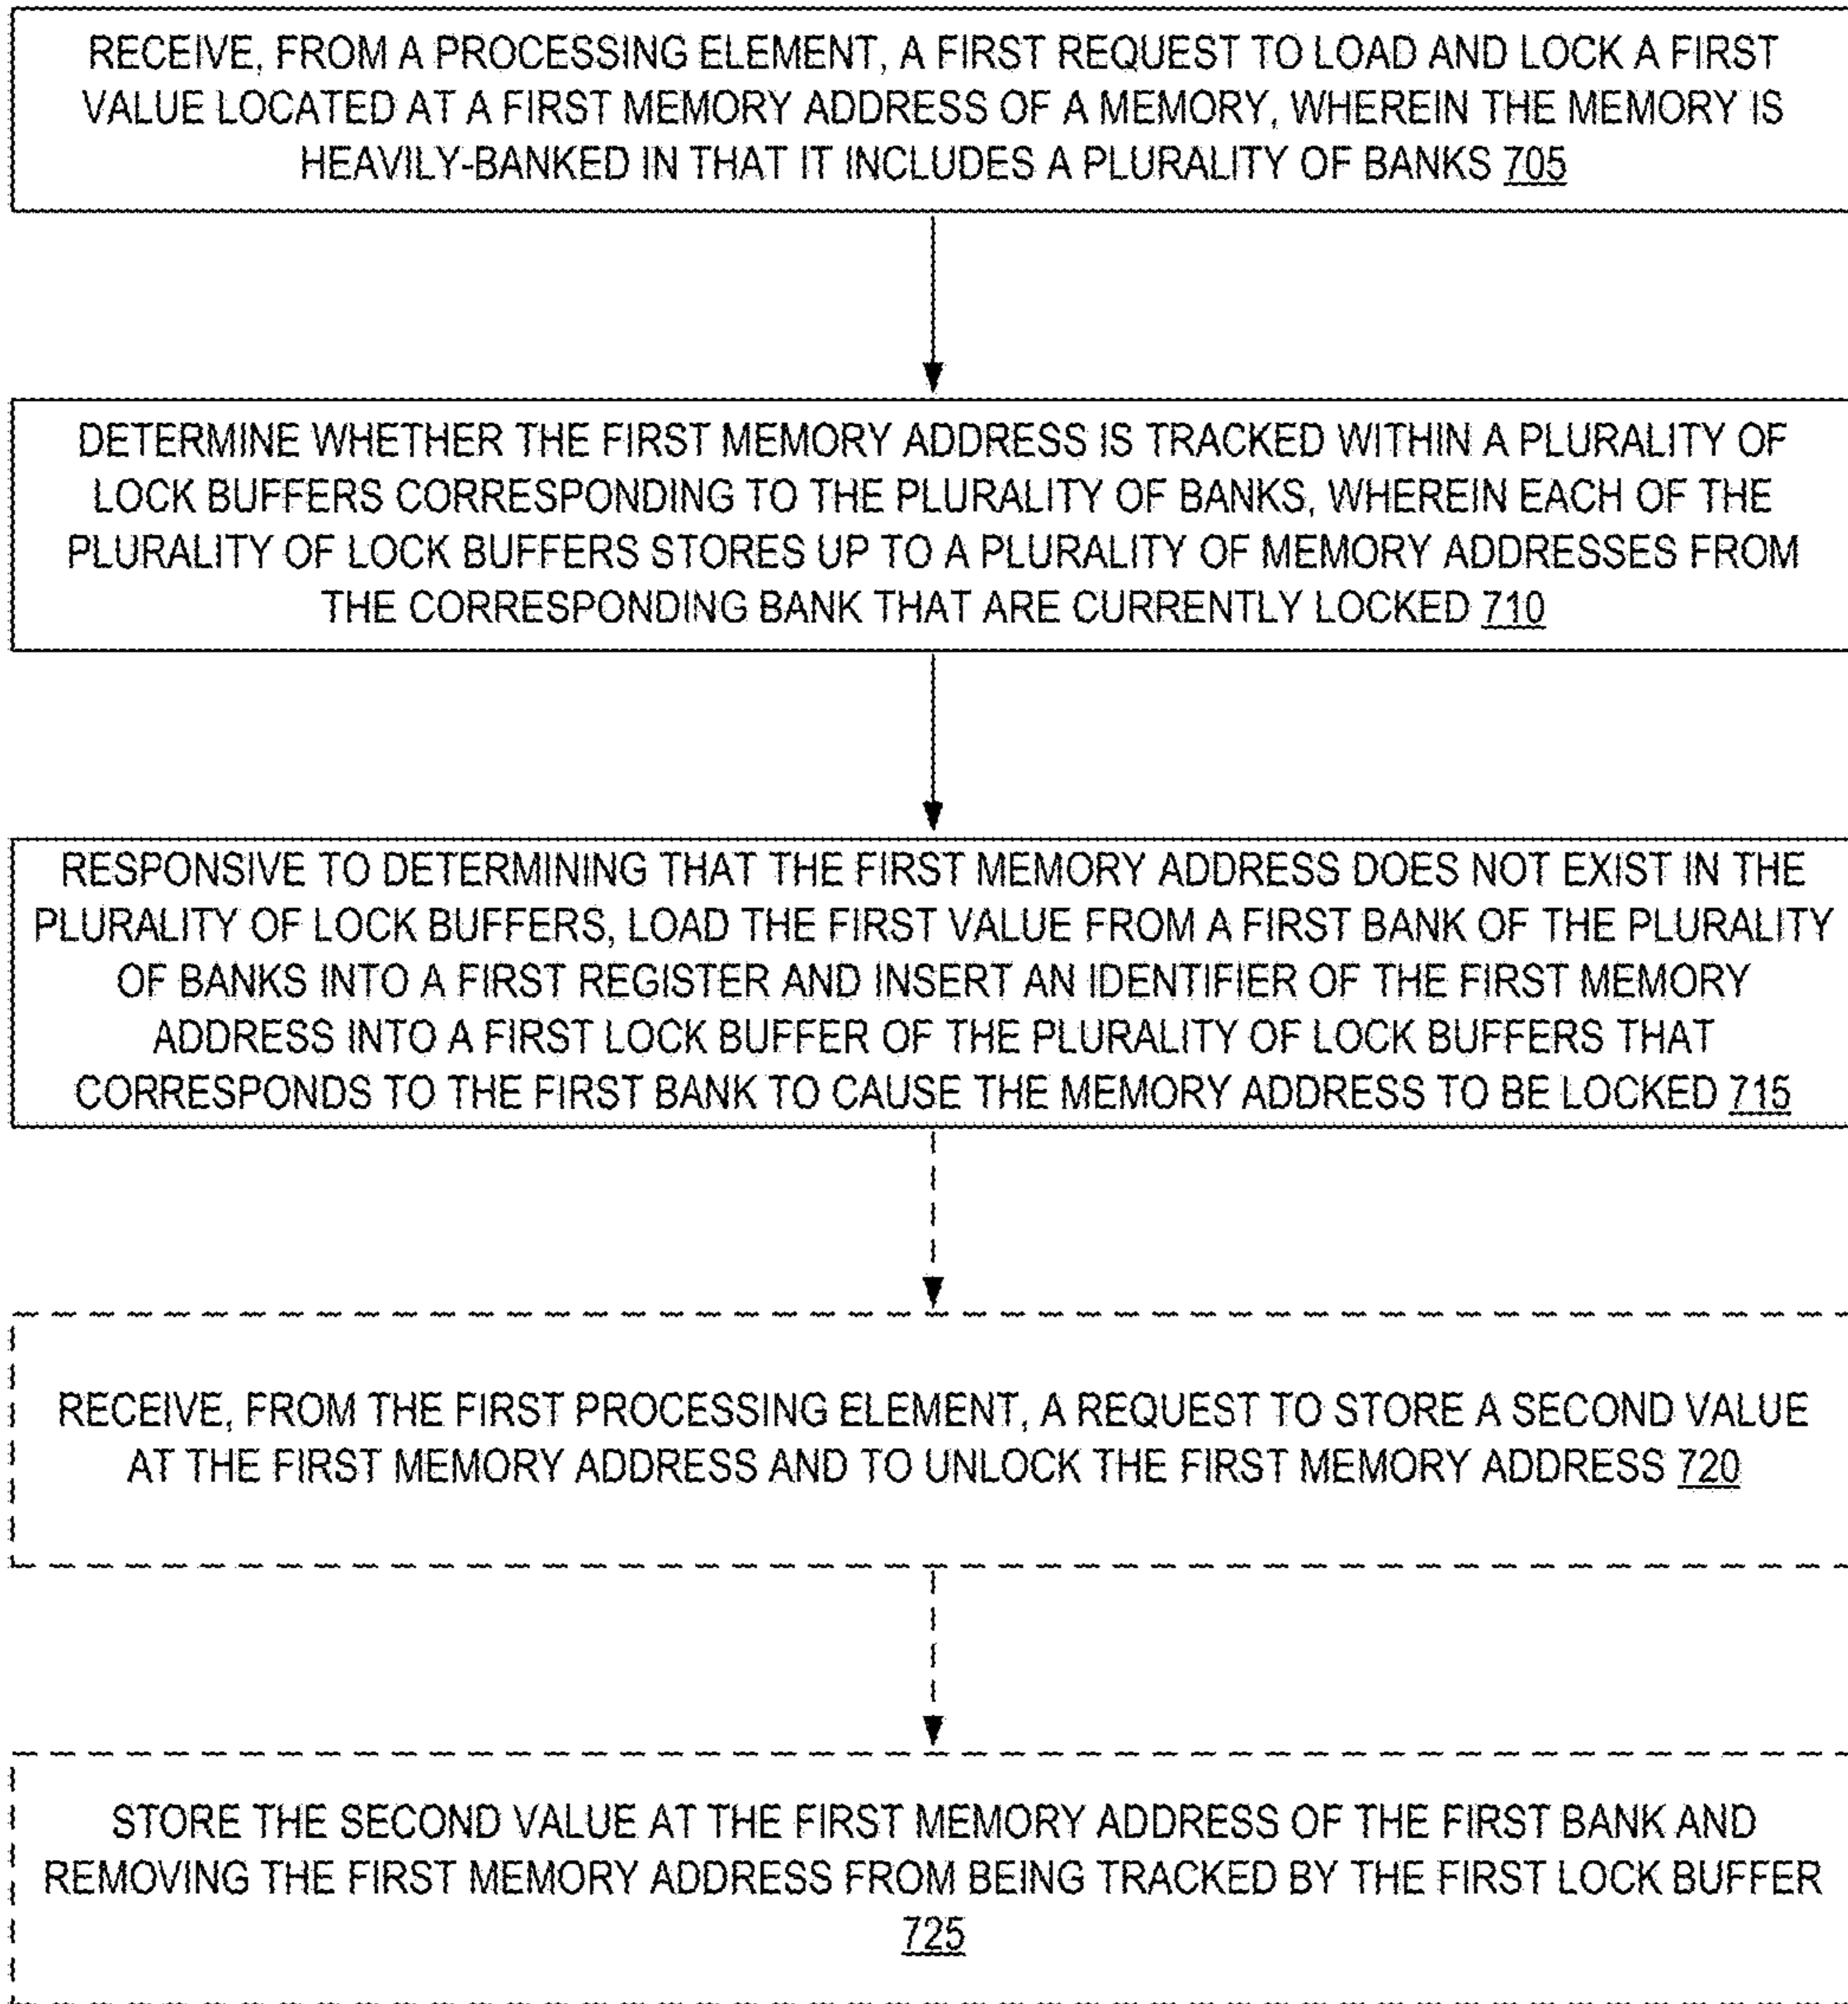 RECEIVE, FROM A PROCESSING ELEMENT, A FIRST REQUEST TO LOAD AND LOCK A FIRST
VALUE LOCATED AT A FIRST MEMORY ADDRESS OF A MEMORY, WHEREIN THE MEMORY IS
HEAVILY-BANKED IN THAT IT INCLUDES A PLURALITY OF BANKS 705
DETERMINE WHETHER THE FIRST MEMORY ADDRESS IS TRACKED WITHIN A PLURALITY OF
LOCK BUFFERS CORRESPONDING TO THE PLURALITY OF BANKS, WHEREIN EACH OF THE
PLURALITY OF LOCK BUFFERS STORES UP TO A PLURALITY OF MEMORY ADDRESSES FROM
THE CORRESPONDING BANK THAT ARE CURRENTLY LOCKED 710
RESPONSIVE TO DETERMINING THAT THE FIRST MEMORY ADDRESS DOES NOT EXIST IN THE
PLURALITY OF LOCK BUFFERS, LOAD THE FIRST VALUE FROM A FIRST BANK OF THE PLURALITY
OF BANKS INTO A FIRST REGISTER AND INSERT AN IDENTIFIER OF THE FIRST MEMORY
ADDRESS INTO A FIRST LOCK BUFFER OF THE PLURALITY OF LOCK BUFFERS THAT
CORRESPONDS TO THE FIRST BANK TO CAUSE THE MEMORY ADDRESS TO BE LOCKED 715
RECEIVE, FROM THE FIRST PROCESSING ELEMENT, A REQUEST TO STORE A SECOND VALUE
AT THE FIRST MEMORY ADDRESS AND TO UNLOCK THE FIRST MEMORY ADDRESS 720
STORE THE SECOND VALUE AT THE FIRST MEMORY ADDRESS OF THE FIRST BANK AND
REMOVING THE FIRST MEMORY ADDRESS FROM BEING TRACKED BY THE FIRST LOCK BUFFER
725